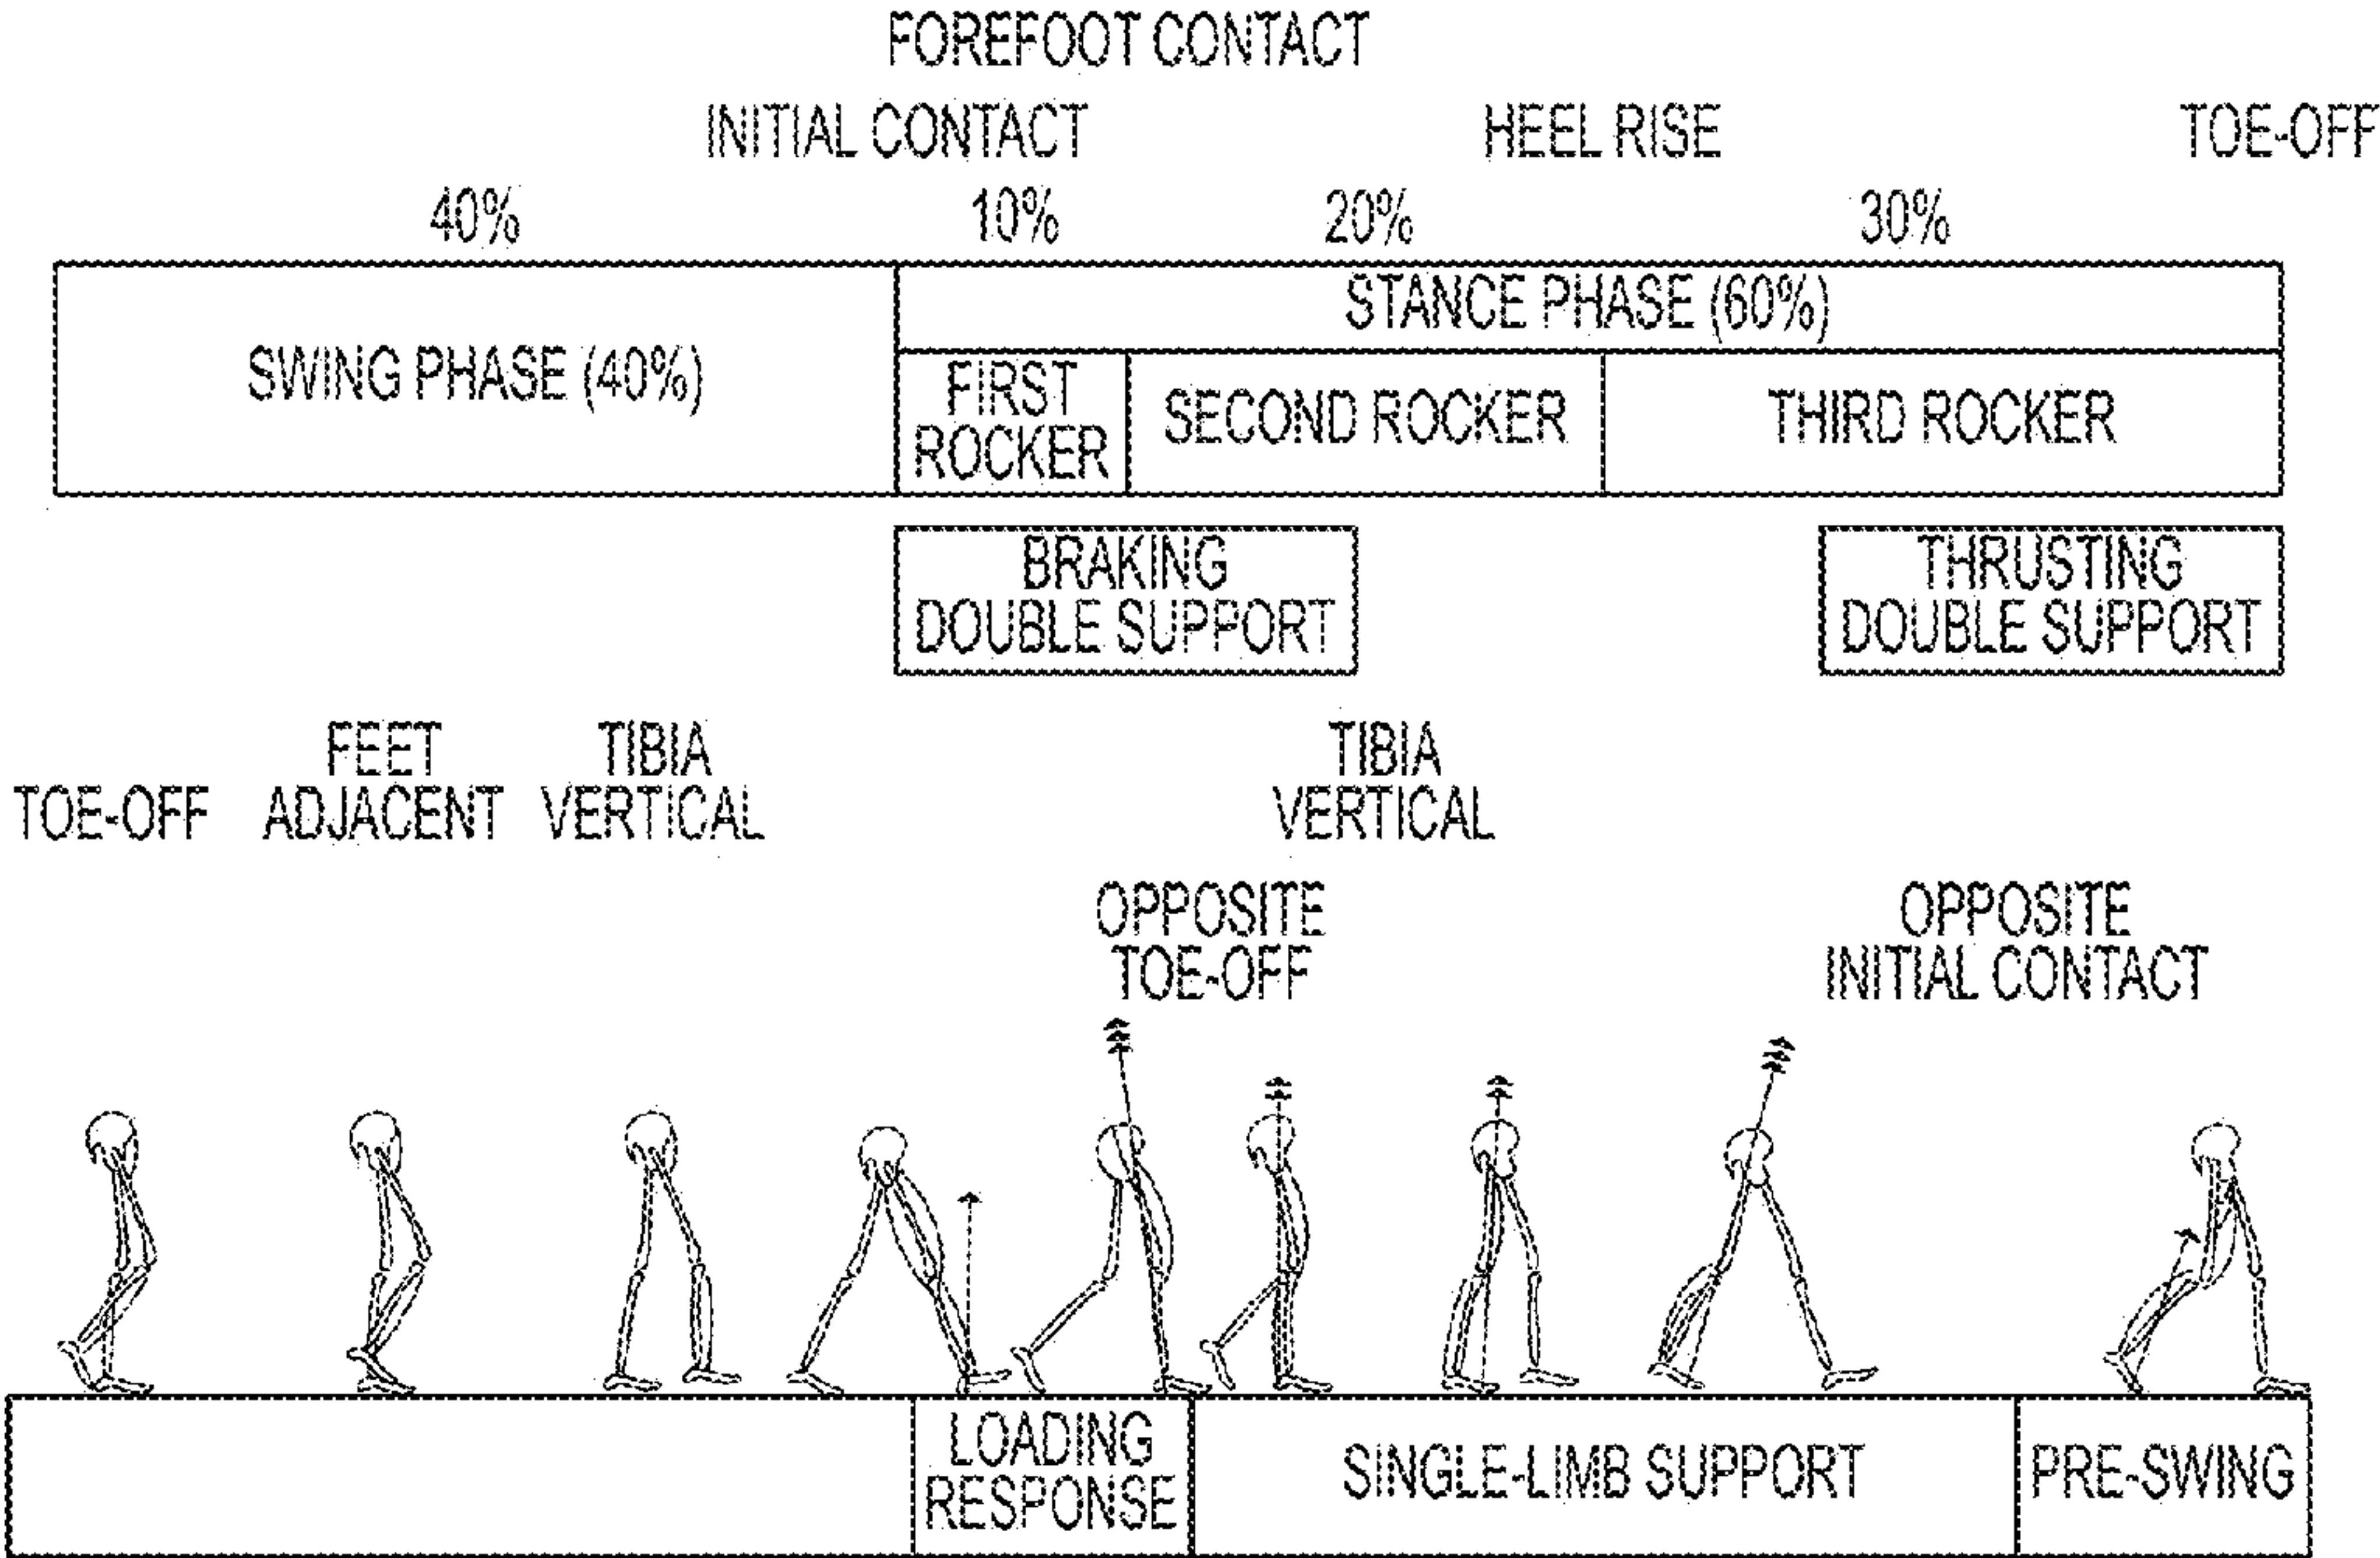 FOREFOOT CONTACT
INITIAL CONTACT
HEEL RISE
TOE-OFF
40%
10%
20%
30%
SWING PHASE (40%)
STANCE PHASE (60%)
FIRST
ROCKER
SECOND ROCKER
THIRD ROCKER
BRAKING
DOUBLE SUPPORT
THRUSTING
DOUBLE SUPPORT
TOE-OFF
FEET
ADJACENT
TIBIA
VERTICAL
TIBIA
VERTICAL
OPPOSITE
TOE-OFF
OPPOSITE
INITIAL CONTACT
LOADING
RESPONSE
SINGLE-LIMB SUPPORT
PRE-SWING